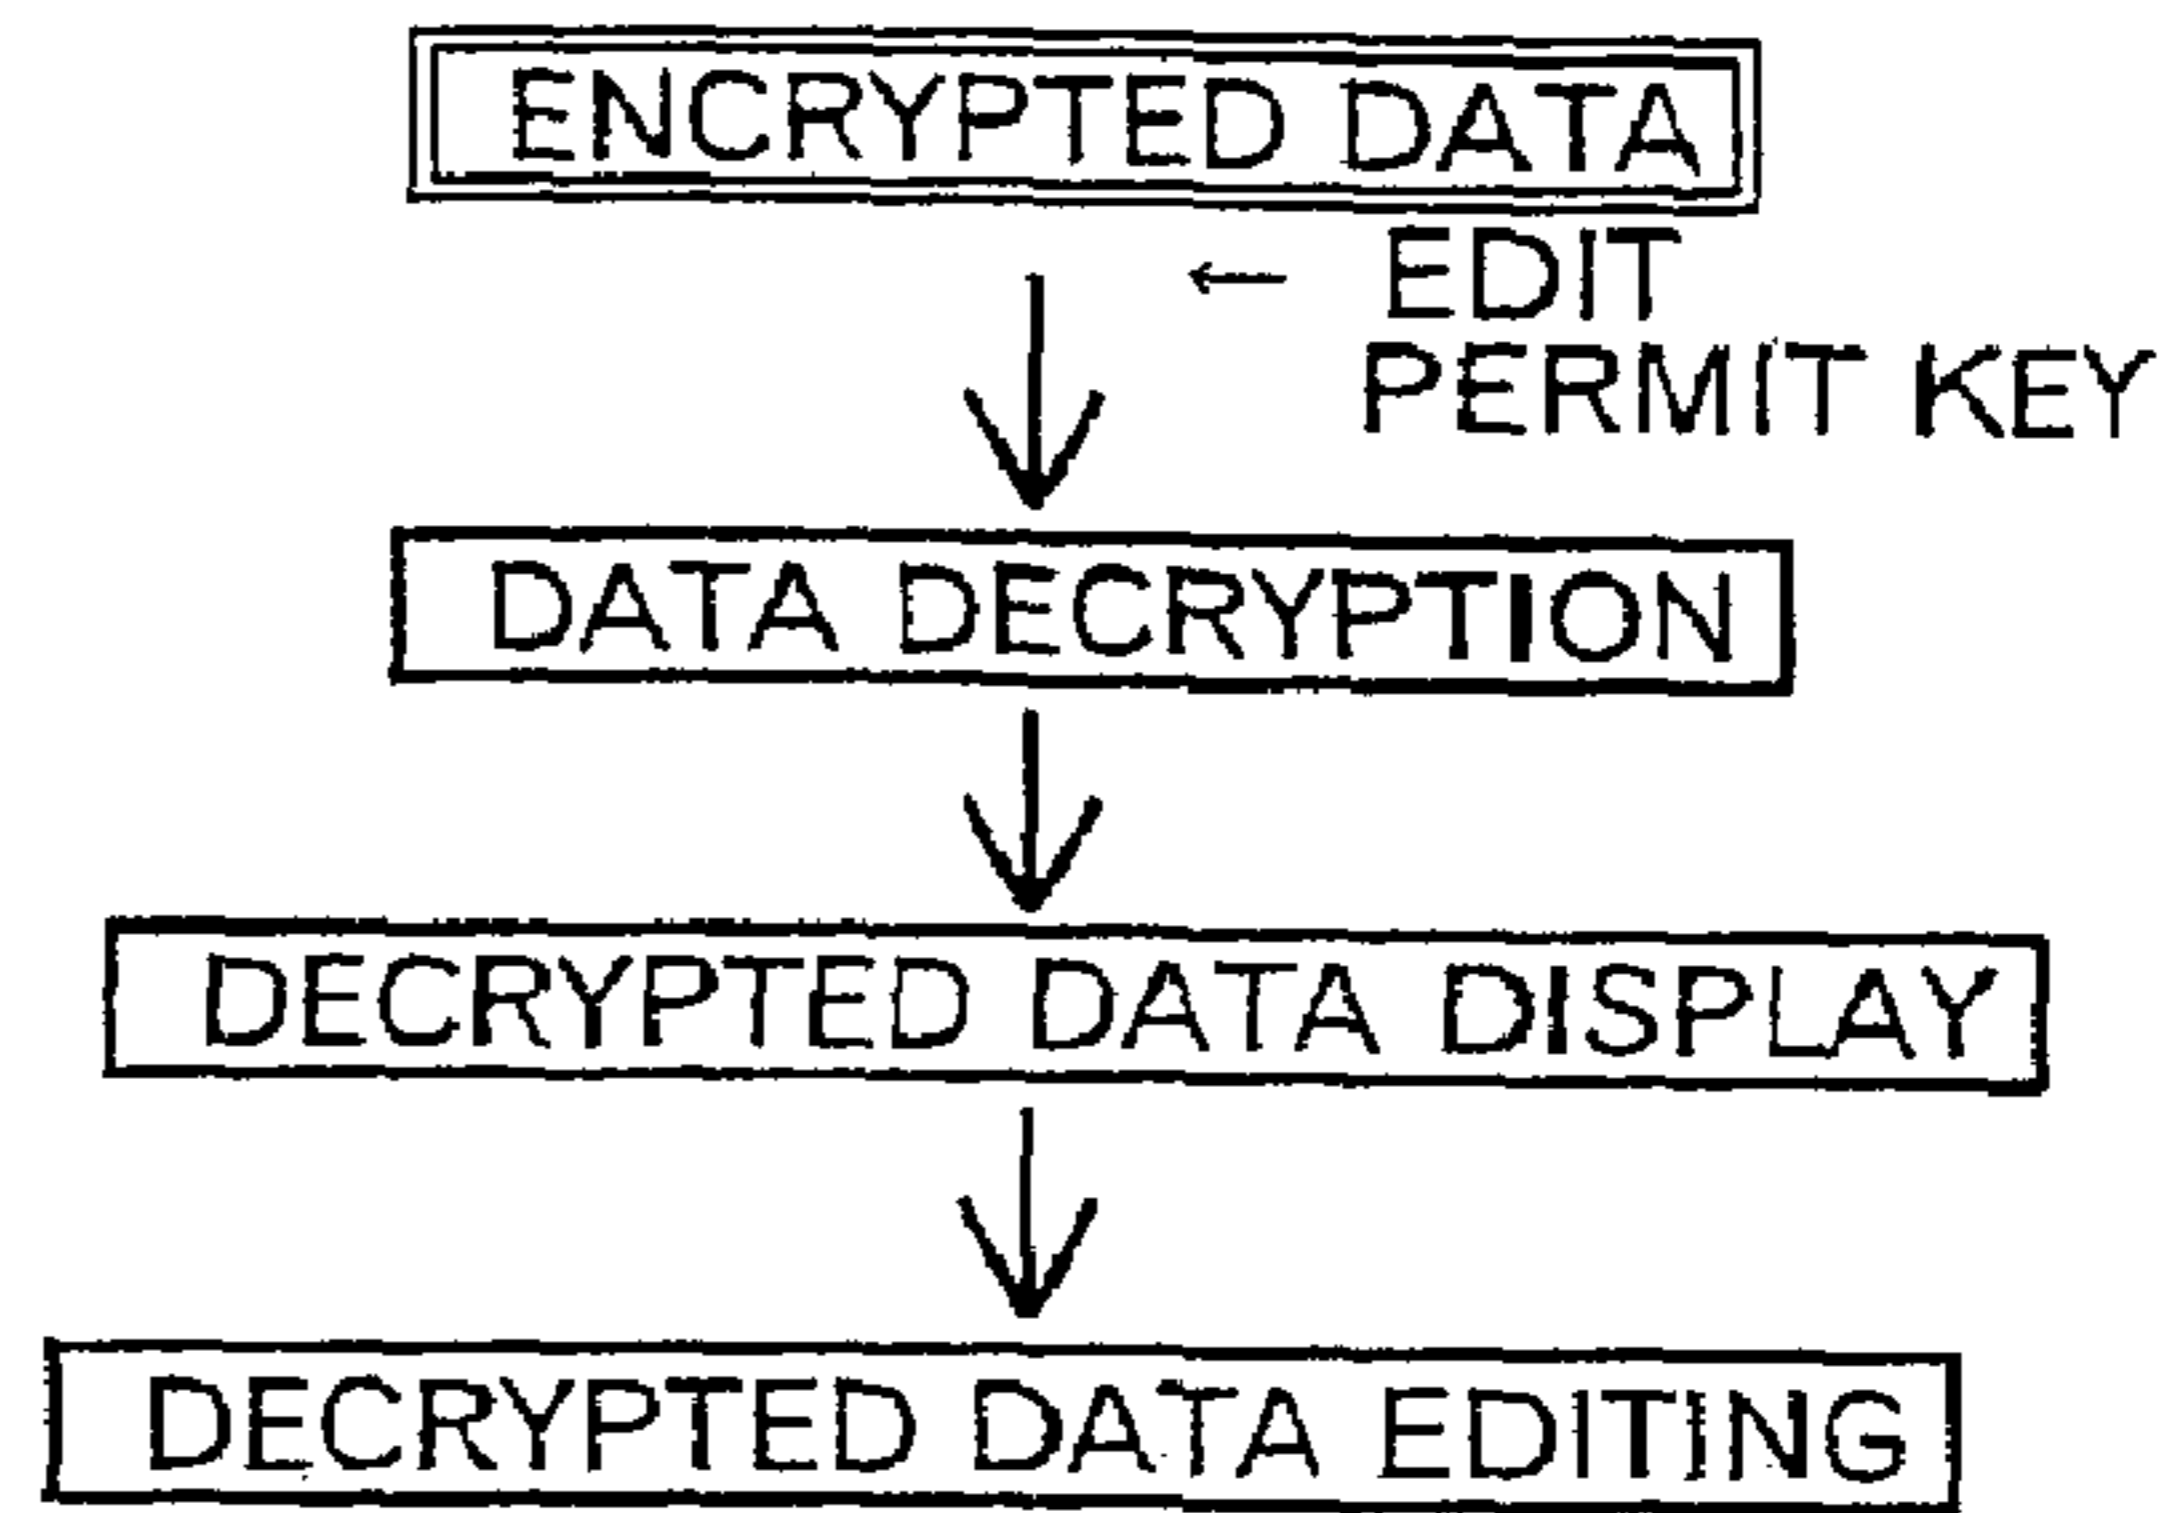 ENCRYPTED DATA
← EDIT
PERMIT KEY
DATA DECRYPTION
DECRYPTED DATA DISPLAY
DECRYPTED DATA EDITING